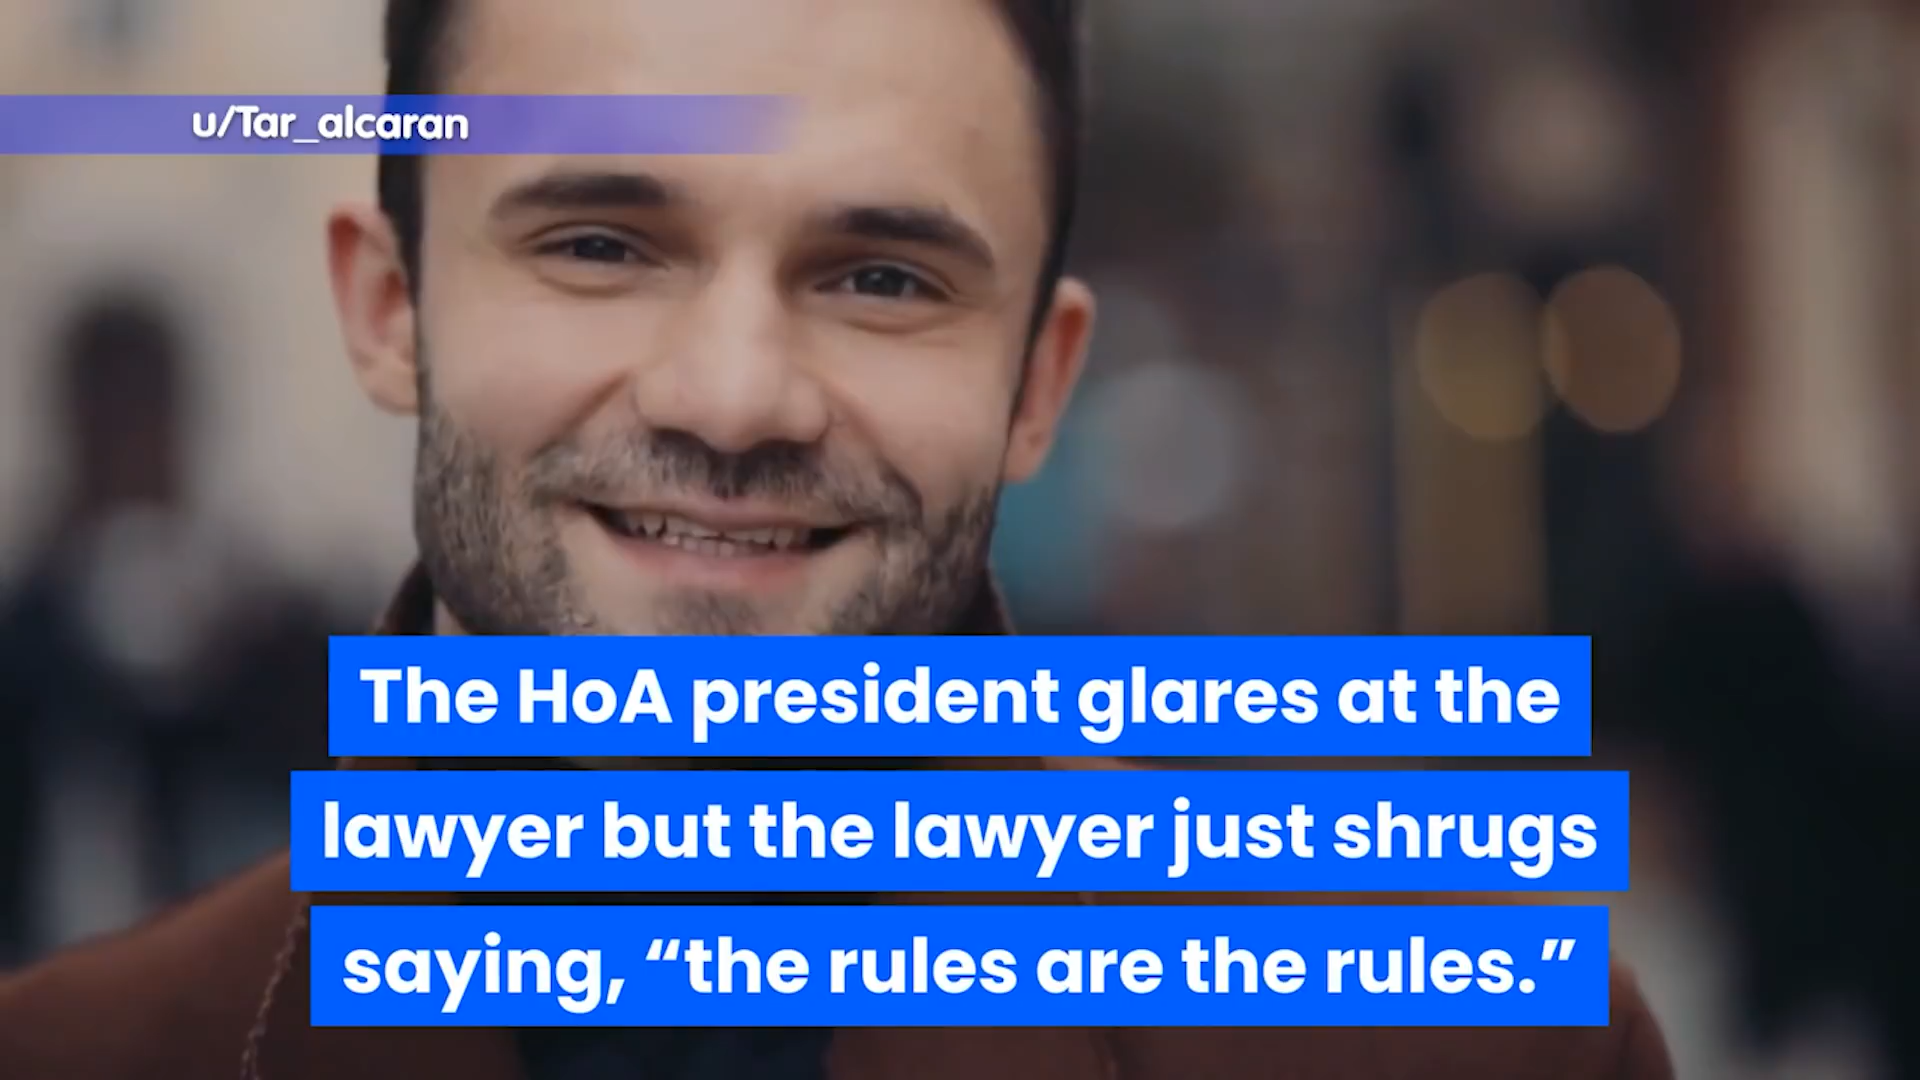 u/Tar_alcaran
The HoA president glares at the
lawyer but the lawyer just shrugs
saying, “the rules are the rules.”